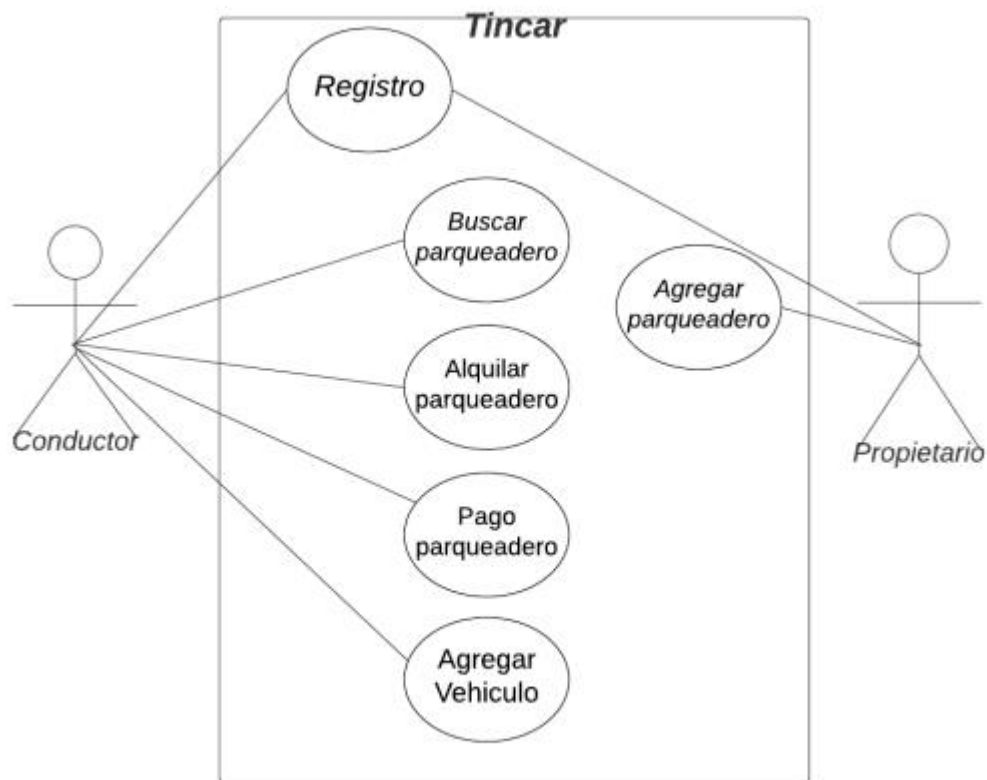 Tincar
Registro
Buscar
parqueadero
Agregar
parqueadero
Alquilar
parqueadero
Conductor
Propietario
Pago
parqueadero
Agregar
Vehiculo